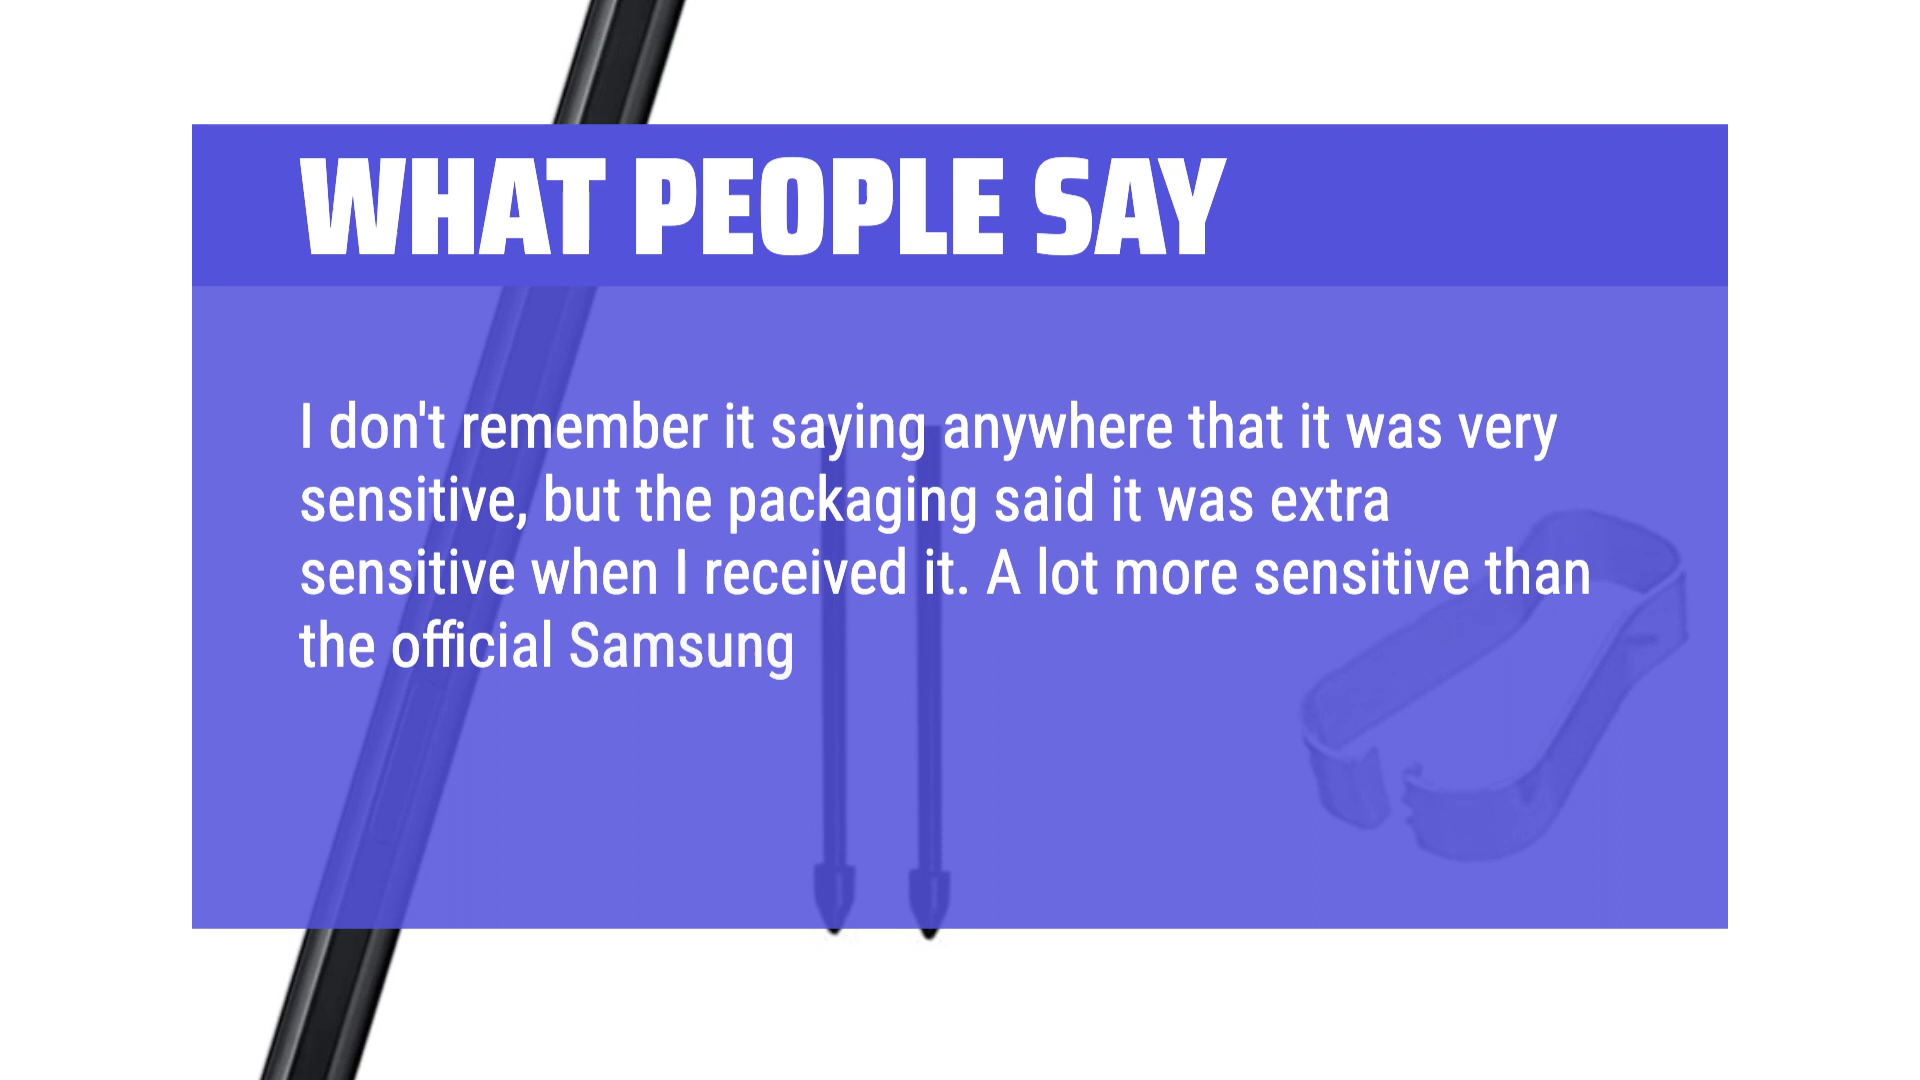 WHAT PEOPLE SAY
I don't remember it saying anywhere that it was very
sensitive, but the packaging said it was extra
sensitive when I received it. A lot more sensitive than
the official Samsung